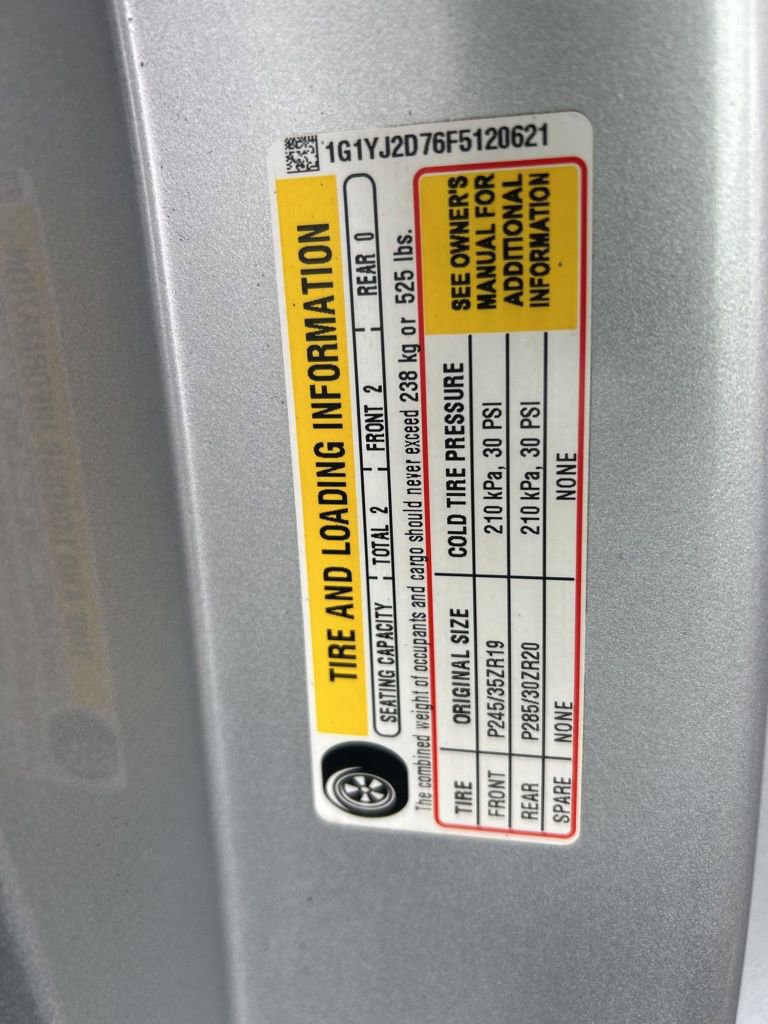 1G1YJ2D76F5120621
TIRE AND LOADING INFORMATION
SEATING CAPACITY TOTAL 2 FRONT 2 REAR 0
The combined weight of occupants and cargo should never exceed 238 kg or 525 lbs.
TIRE ORIGINAL SIZE COLD TIRE PRESSURE
FRONT P245/35ZR19 210 kPa, 30 PSI
REAR P285/30ZR20 210 kPa, 30 PSI
SPARE NONE NONE
SEE OWNER'S
MANUAL FOR
ADDITIONAL
INFORMATION